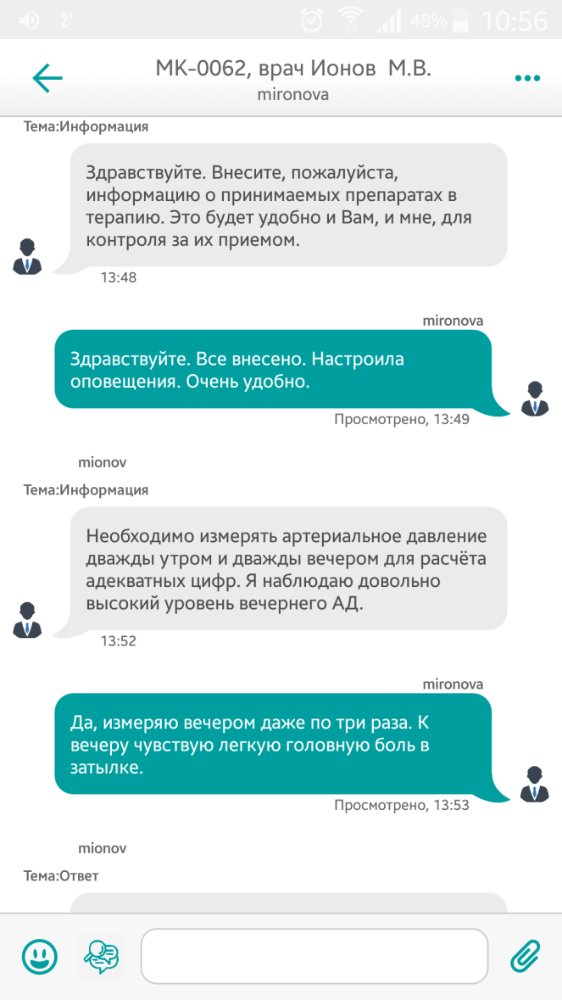 48% 10:56
МК-0062, врач Ионов М.В.
mironova
Тема:Информация
Здравствуйте. Внесите, пожалуйста,
информацию о принимаемых препаратах в
терапию. Это будет удобно и Вам, и мне, для
контроля за их приемом.
13:48
mironova
Здравствуйте. Все внесено. Настроила
оповещения. Очень удобно.
Просмотрено, 13:49
mionov
Тема:Информация
Необходимо измерять артериальное давление
дважды утром и дважды вечером для расчёта
адекватных цифр. Я наблюдаю довольно
высокий уровень вечернего АД.
13:52
mironova
Да, измеряю вечером даже по три раза. К
вечеру чувствую легкую головную боль в
затылке.
Просмотрено, 13:53
mionov
Тема:Ответ